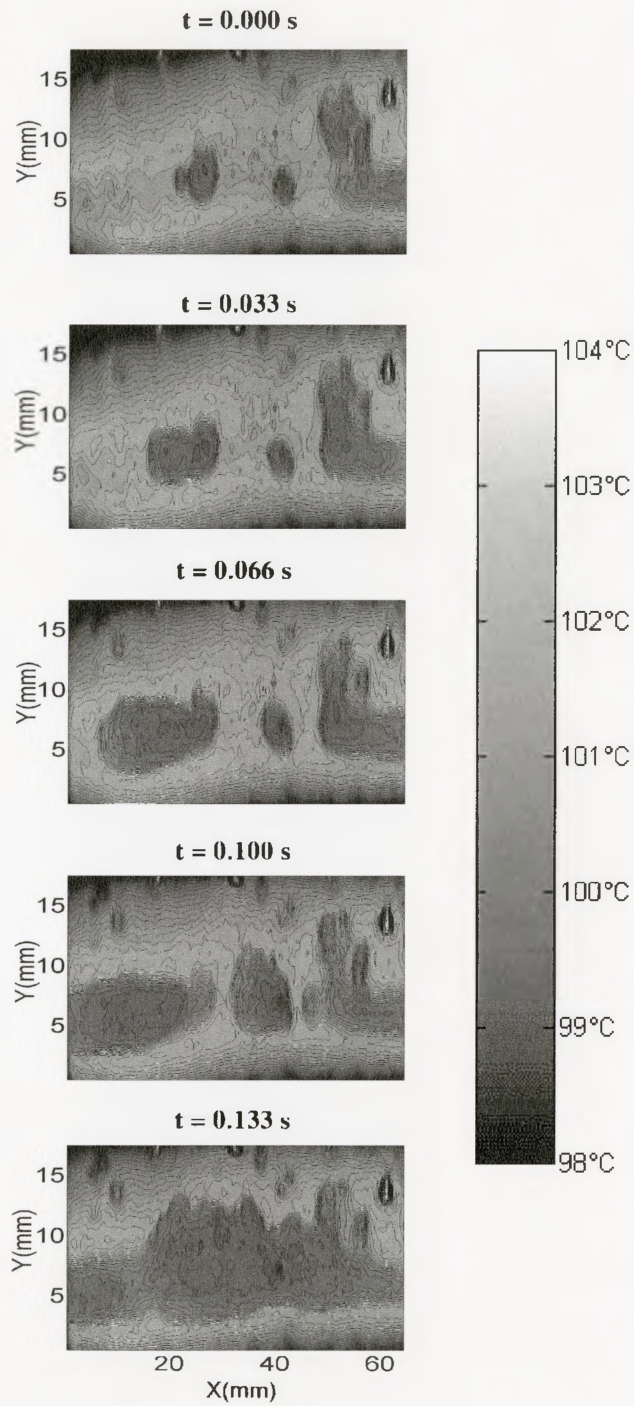 t = 0.000 s
15
10
5
Y(mm)
t = 0.033 s
15
10
5
Y(mm)
t = 0.066 s
15
10
5
Y(mm)
t = 0.100 s
15
10
5
Y(mm)
t = 0.133 s
15
10
5
Y(mm)
20 40 60
X(mm)
104°C
103°C
102°C
101°C
100°C
99°C
98°C